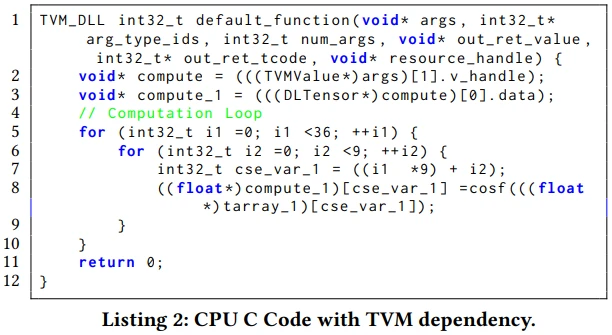 1 TVM_DLL int32_t default_function(void* args, int32_t*
arg_type_ids, int32_t num_args, void* out_ret_value,
int32_t* out_ret_tcode, void* resource_handle) {
2 void* compute = (((TVMValue*)args)[1].v_handle);
3 void* compute_1 = (((DLTensor*)compute)[0].data);
4 // Computation Loop
5 for (int32_t i1 =0; i1 <36; ++i1) {
6 for (int32_t i2 =0; i2 <9; ++i2) {
7 int32_t cse_var_1 = ((i1 *9) + i2);
8 ((float*)compute_1)[cse_var_1] =cosf(((float
*)tarray_1)[cse_var_1]);
9 }
10 }
11 return 0;
12 }
Listing 2: CPU C Code with TVM dependency.